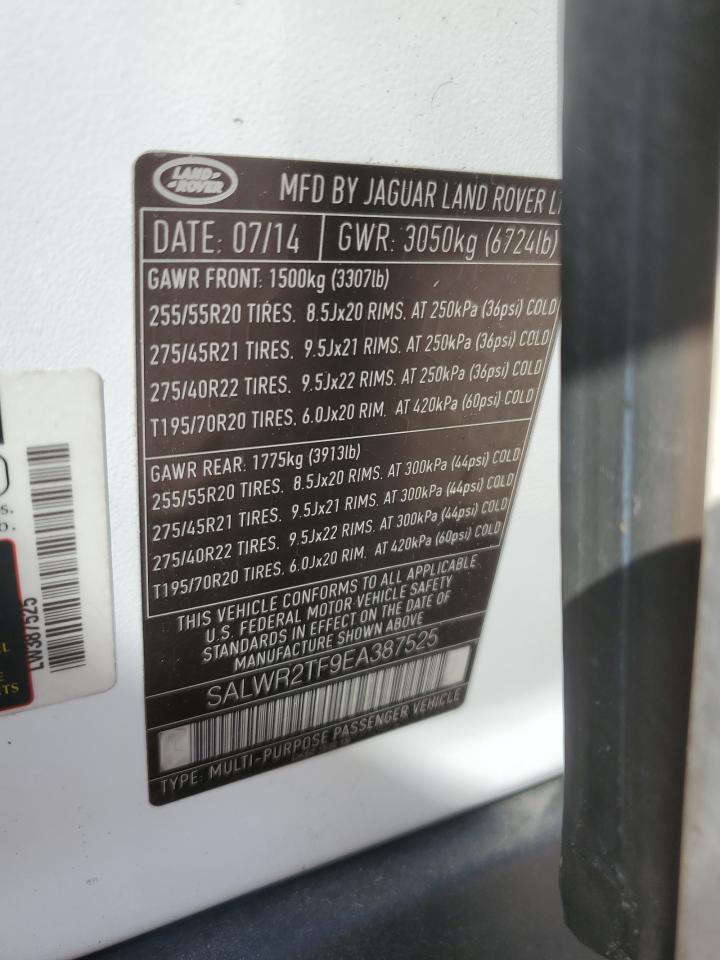 LAND
ROVER
MFD BY JAGUAR LAND ROVER
DATE: 07/14 GWR: 3050kg (6724lb)
GAWR FRONT: 1500kg (3307lb)
255/55R20 TIRES. 8.5Jx20 RIMS. AT 250kPa (36psi) COLD
275/45R21 TIRES. 9.5Jx21 RIMS. AT 250kPa (36psi) COLD
275/40R22 TIRES. 9.5Jx22 RIMS. AT 250kPa (36psi) COLD
T195/70R20 TIRES. 6.0Jx20 RIM. AT 420kPa (60psi) COLD
GAWR REAR: 1775kg (3913lb)
255/55R20 TIRES. 8.5Jx20 RIMS. AT 300kPa (44psi) COLD
275/45R21 TIRES. 9.5Jx21 RIMS. AT 300kPa (44psi) COLD
275/40R22 TIRES. 9.5Jx22 RIMS. AT 300kPa (44psi) COLD
T195/70R20 TIRES. 6.0Jx20 RIM. AT 420kPa (60psi) COLD
THIS VEHICLE CONFORMS TO ALL APPLICABLE
U.S. FEDERAL MOTOR VEHICLE SAFETY
STANDARDS IN EFFECT ON THE DATE OF
MANUFACTURE SHOWN ABOVE
SALWR2TF9EA387525
TYPE: MULTI-PURPOSE PASSENGER VEHICLE
LW387525